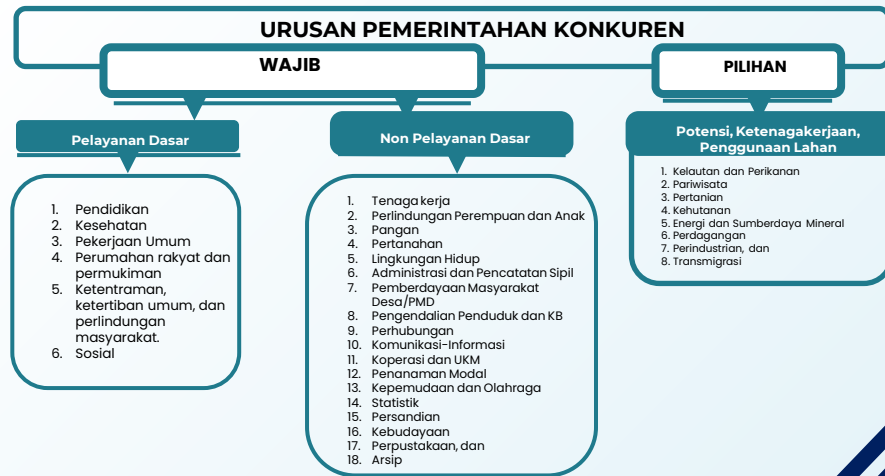 URUSAN PEMERINTAHAN KONKUREN
WAJIB
PILIHAN
Pelayanan Dasar
Non Pelayanan Dasar
Potensi, Ketenagakerjaan,
Penggunaan Lahan
1. Pendidikan
2. Kesehatan
3. Pekerjaan Umum
4. Perumahan rakyat dan
permukiman
5. Ketentraman,
ketertiban umum, dan
perlindungan
masyarakat.
6. Sosial
1. Tenaga kerja
2. Perlindungan Perempuan dan Anak
3. Pangan
4. Pertanahan
5. Lingkungan Hidup
6. Administrasi dan Pencatatan Sipil
7. Pemberdayaan Masyarakat
Desa/PMD
8. Pengendalian Penduduk dan KB
9. Perhubungan
10. Komunikasi-Informasi
11. Koperasi dan UKM
12. Penanaman Modal
13. Kepemudaan dan Olahraga
14. Statistik
15. Persandian
16. Kebudayaan
17. Perpustakaan, dan
18. Arsip
1. Kelautan dan Perikanan
2. Pariwisata
3. Pertanian
4. Kehutanan
5. Energi dan Sumberdaya Mineral
6. Perdagangan
7. Perindustrian, dan
8. Transmigrasi